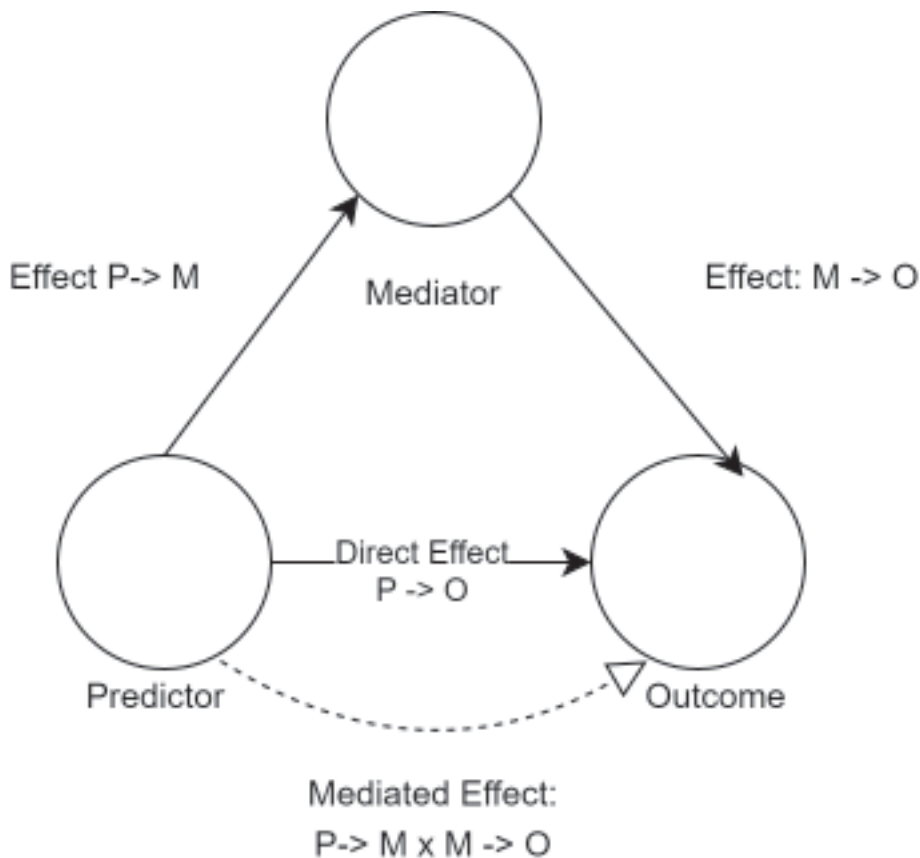 Effect P-> M
Mediator
Effect: M -> O
Direct Effect
P -> O
Predictor
Outcome
Mediated Effect:
P-> M x M -> O